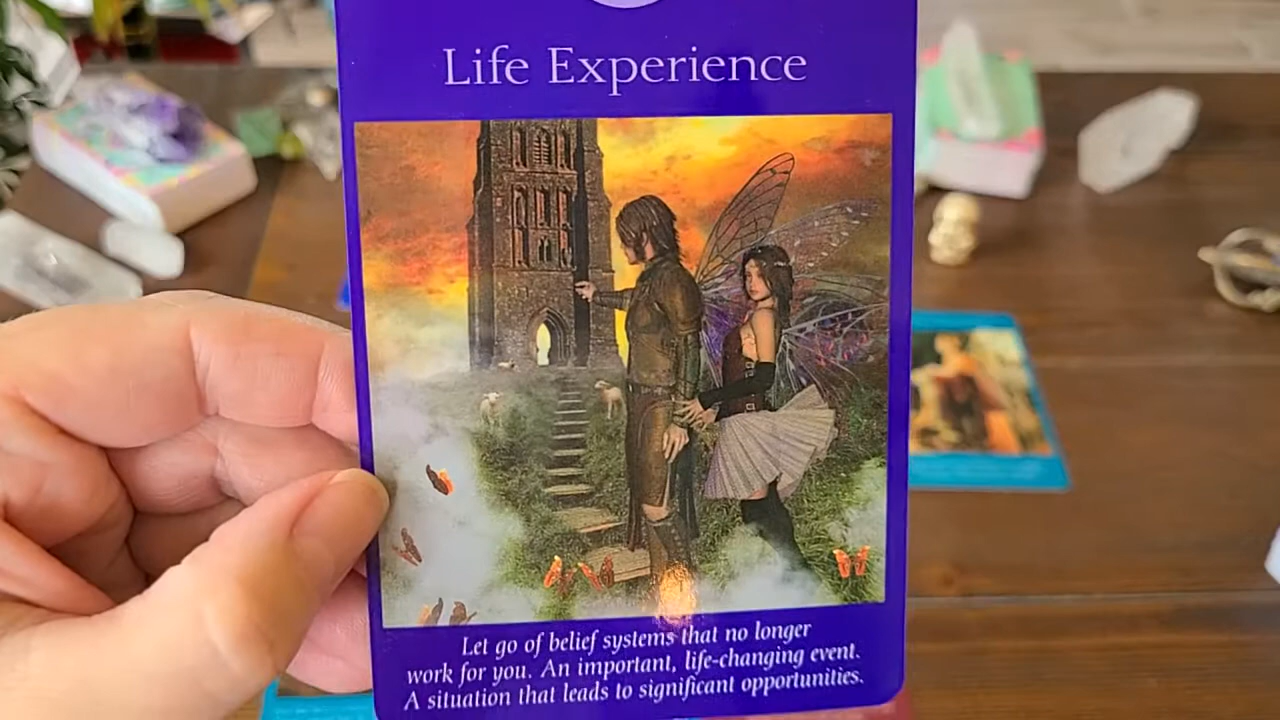 Life Experience
Let go of belief systems that no longer
work for you. An important, life-changing event.
A situation that leads to significant opportunities.